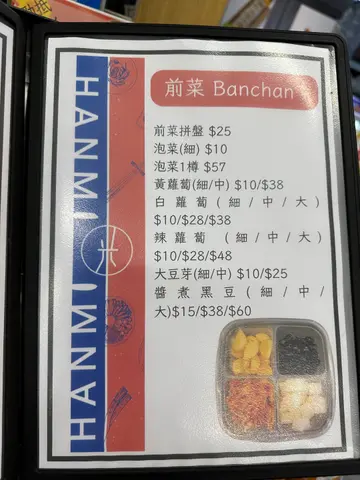 前菜 Banchan
前菜拼盤 $25
泡菜(細) $10
泡菜1樽 $57
黃蘿蔔(細/中) $10/$38
白蘿蔔(細/中/大)
$10/$28/$38
辣蘿蔔 (細/中/大)
$10/$28/$48
大豆芽(細/中) $10/$25
醬煮黑豆(細/中/
大)$15/$38/$60
HANMI
HANMI